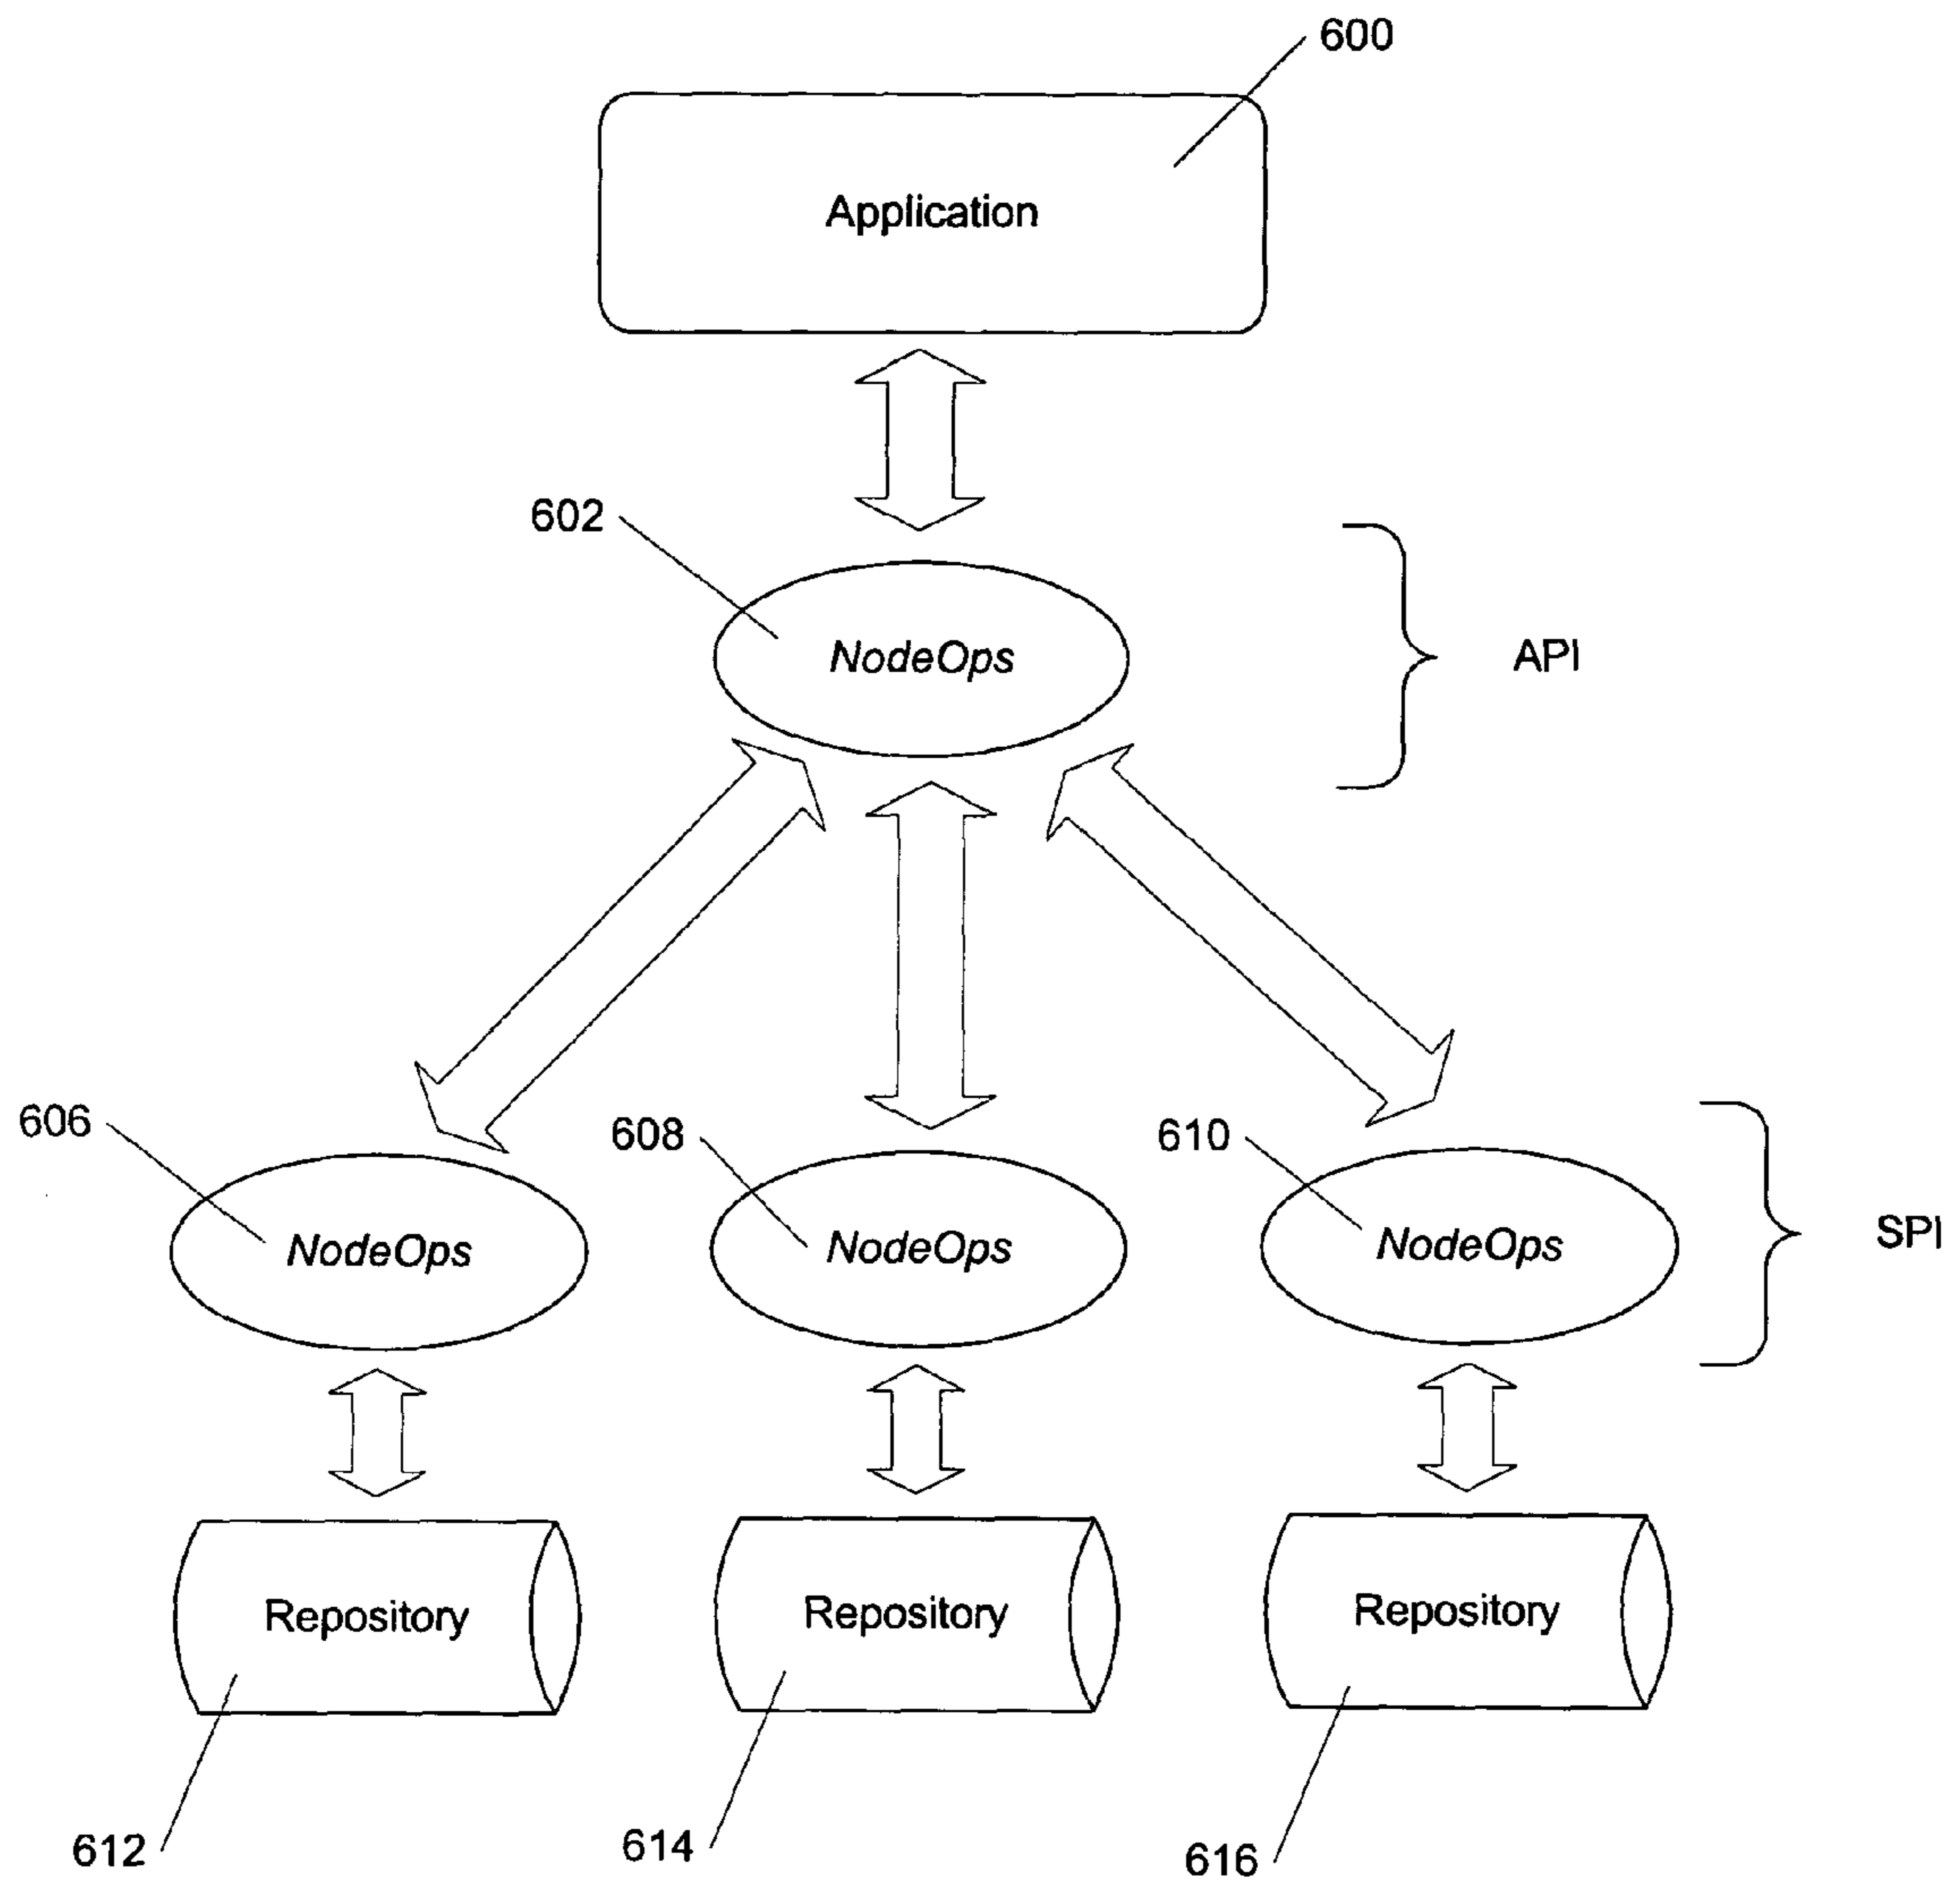 600
Application
602
NodeOps
API
606
608
610
NodeOps
NodeOps
NodeOps
SPI
Repository
Repository
Repository
612
614
616